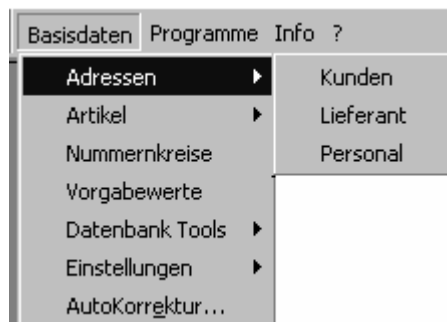 Basisdaten Programme Info ?
Adressen
Artikel
Nummernkreise
Vorgabewerte
Datenbank Tools
Einstellungen
AutoKorrektur...
Kunden
Lieferant
Personal